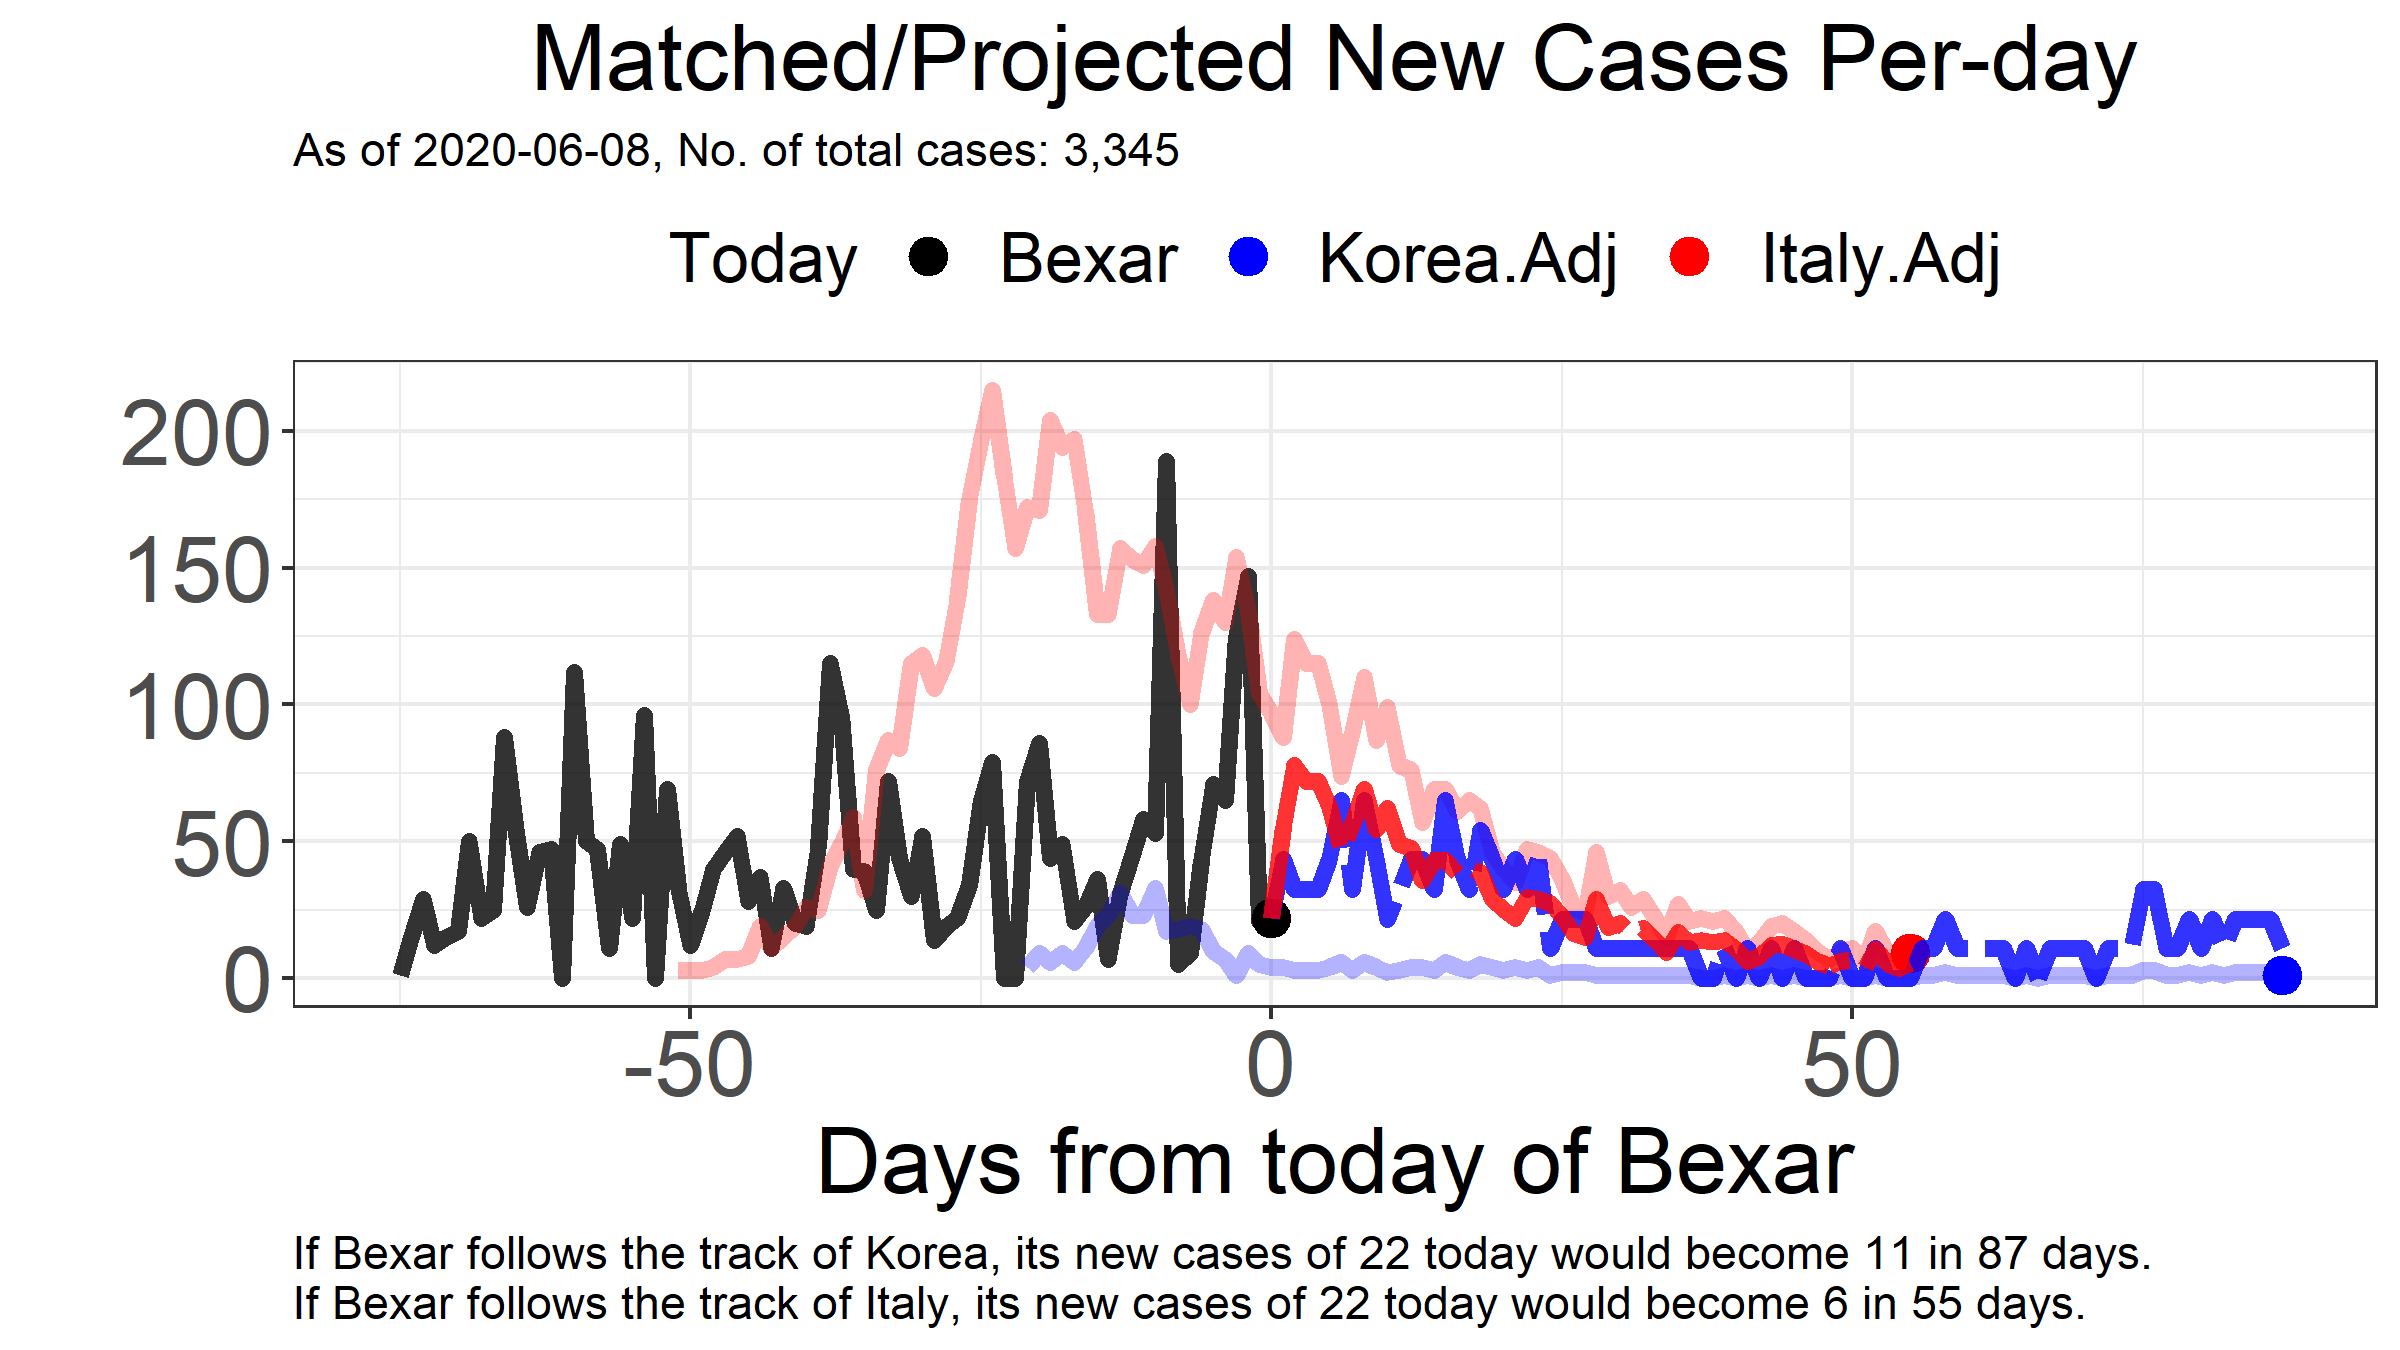 Matched/Projected New Cases Per-day
As of 2020-06-08, No. of total cases: 3,345
Today Bexar Korea.Adj Italy.Adj
200
150
100
50
0
-50 0 50
Days from today of Bexar
If Bexar follows the track of Korea, its new cases of 22 today would become 11 in 87 days.
If Bexar follows the track of Italy, its new cases of 22 today would become 6 in 55 days.